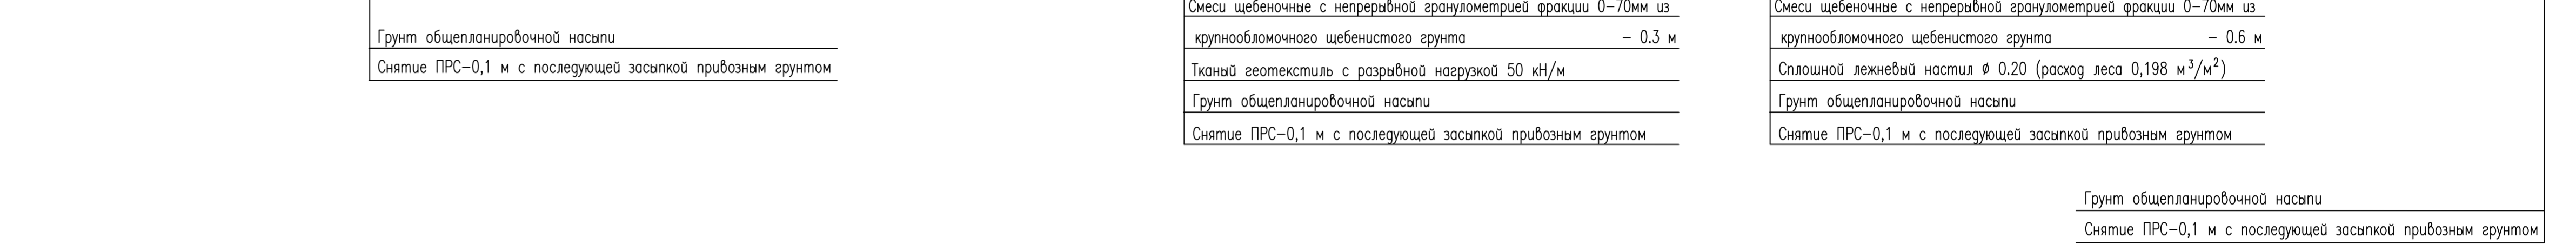 Грунт общепланировочной насыпи
Снятие ПРС-0,1 м с последующей засыпкой привозным грунтом
Смеси щебеночные с непрерывной гранулометрией фракции 0-70мм из
крупнообломочного щебенистого грунта - 0.3 м
Тканый геотекстиль с разрывной нагрузкой 50 кН/м
Грунт общепланировочной насыпи
Снятие ПРС-0,1 м с последующей засыпкой привозным грунтом
Смеси щебеночные с непрерывной гранулометрией фракции 0-70мм из
крупнообломочного щебенистого грунта - 0.6 м
Сплошной лежневый настил ø 0.20 (расход леса 0,198 м³/м²)
Грунт общепланировочной насыпи
Снятие ПРС-0,1 м с последующей засыпкой привозным грунтом
Грунт общепланировочной насыпи
Снятие ПРС-0,1 м с последующей засыпкой привозным грунтом